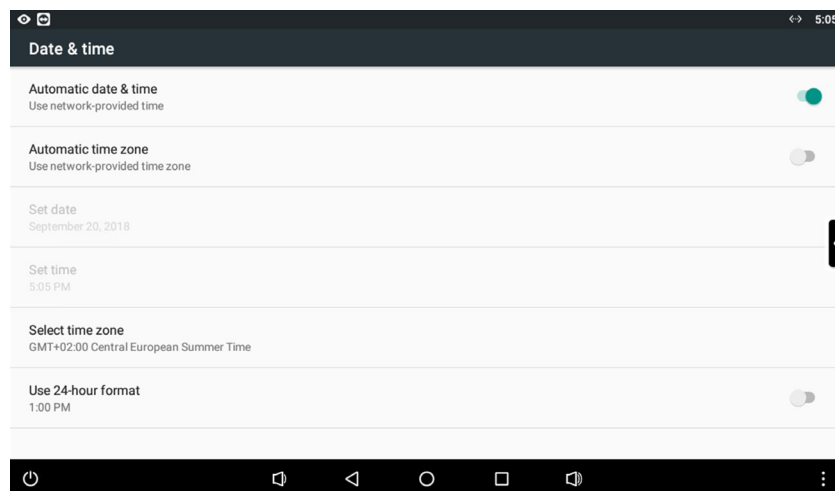 5:05
Date & time
Automatic date & time
Use network-provided time
Automatic time zone
Use network-provided time zone
Set date
September 20, 2018
Set time
5:05 PM
Select time zone
GMT+02:00 Central European Summer Time
Use 24-hour format
1:00 PM